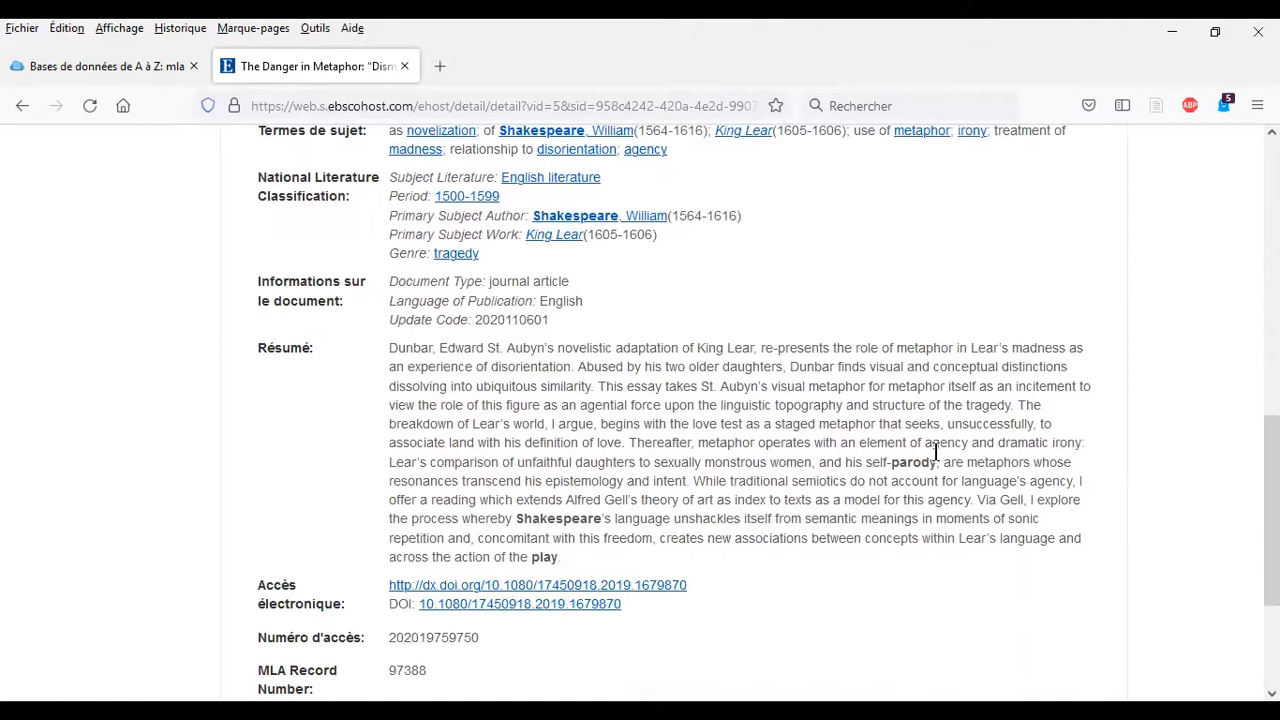 Fichier Édition Affichage Historique Marque-pages Outils Aide
Bases de données de A à Z: mla
The Danger in Metaphor: “Dism
https://web.s.ebscohost.com/ehost/detail/detail?vid=5&sid=958c4242-420a-4e2d-9907
Rechercher
ABP
5
Termes de sujet: as novelization; of Shakespeare, William(1564-1616); King Lear(1605-1606); use of metaphor; irony; treatment of
madness; relationship to disorientation; agency
National Literature Subject Literature: English literature
Classification: Period: 1500-1599
Primary Subject Author: Shakespeare, William(1564-1616)
Primary Subject Work: King Lear(1605-1606)
Genre: tragedy
Informations sur Document Type: journal article
le document: Language of Publication: English
Update Code: 2020110601
Résumé: Dunbar, Edward St. Aubyn's novelistic adaptation of King Lear, re-presents the role of metaphor in Lear's madness as
an experience of disorientation. Abused by his two older daughters, Dunbar finds visual and conceptual distinctions
dissolving into ubiquitous similarity. This essay takes St. Aubyn's visual metaphor for metaphor itself as an incitement to
view the role of this figure as an agential force upon the linguistic topography and structure of the tragedy. The
breakdown of Lear's world, I argue, begins with the love test as a staged metaphor that seeks, unsuccessfully, to
associate land with his definition of love. Thereafter, metaphor operates with an element of agency and dramatic irony:
Lear's comparison of unfaithful daughters to sexually monstrous women, and his self-parody, are metaphors whose
resonances transcend his epistemology and intent. While traditional semiotics do not account for language's agency, I
offer a reading which extends Alfred Gell's theory of art as index to texts as a model for this agency. Via Gell, I explore
the process whereby Shakespeare's language unshackles itself from semantic meanings in moments of sonic
repetition and, concomitant with this freedom, creates new associations between concepts within Lear's language and
across the action of the play.
Accès http://dx.doi.org/10.1080/17450918.2019.1679870
électronique: DOI: 10.1080/17450918.2019.1679870
Numéro d'accès: 202019759750
MLA Record 97388
Number: